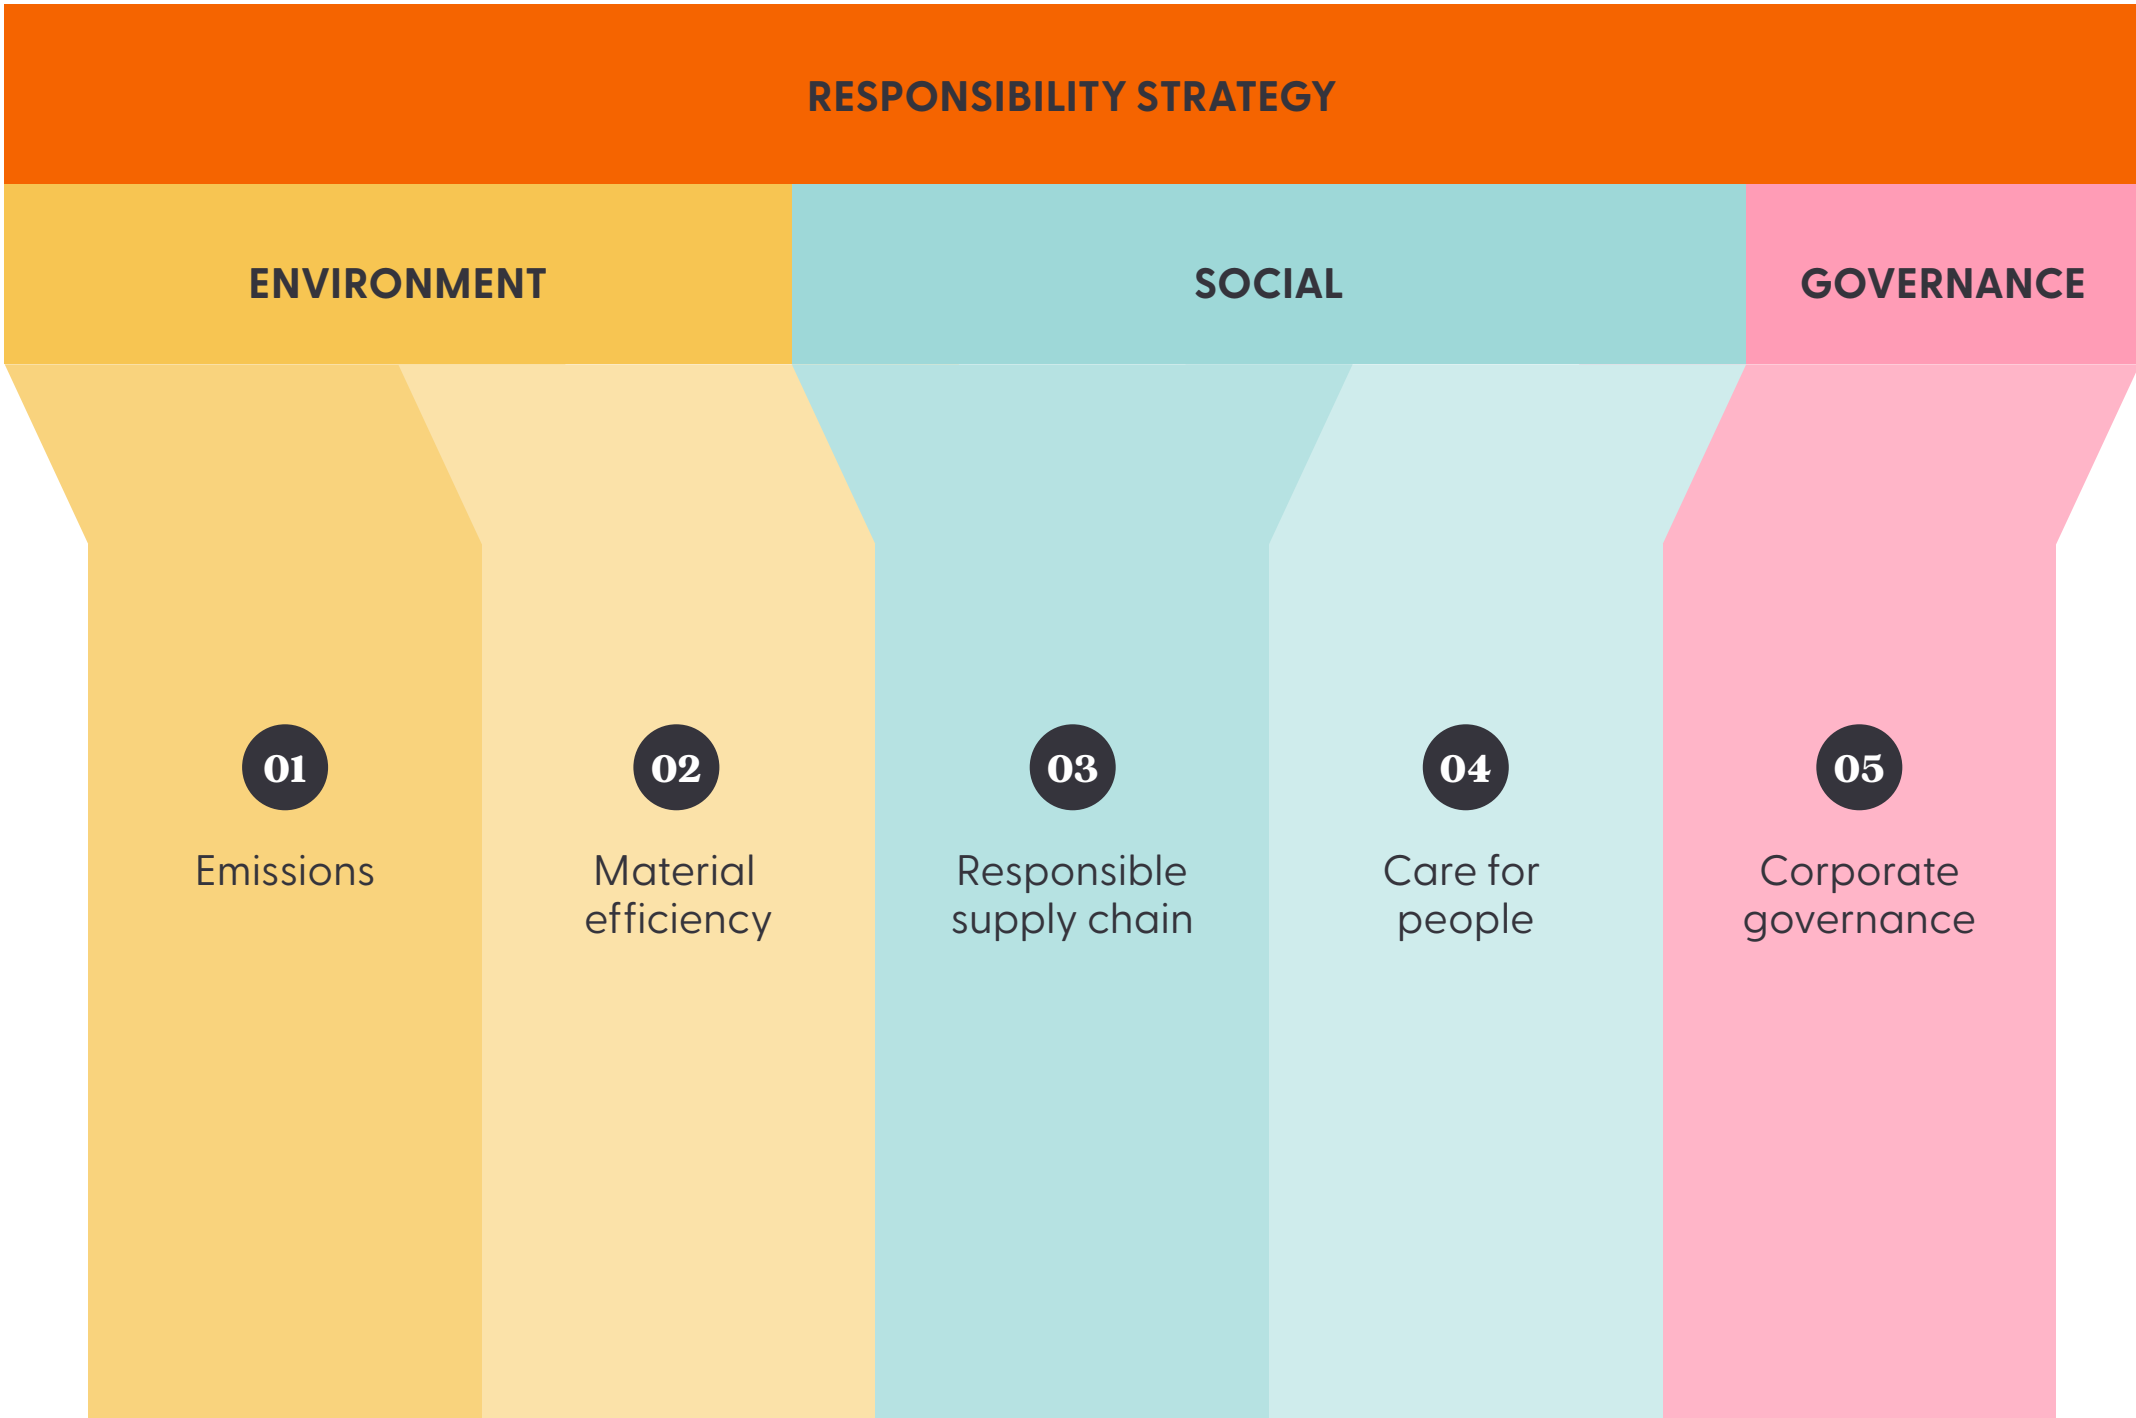 RESPONSIBILITY STRATEGY
ENVIRONMENT
SOCIAL
GOVERNANCE
01
Emissions
02
Material
efficiency
03
Responsible
supply chain
04
Care for
people
05
Corporate
governance